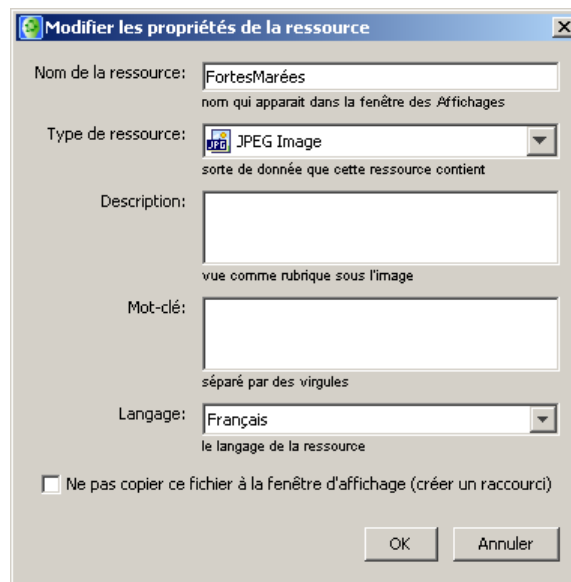 Modifier les propriétés de la ressource
Nom de la ressource: FortesMarées
nom qui apparait dans la fenêtre des Affichages
Type de ressource: JPG JPEG Image
sorte de donnée que cette ressource contient
Description:
vue comme rubrique sous l'image
Mot-clé:
séparé par des virgules
Langage: Français
le langage de la ressource
Ne pas copier ce fichier à la fenêtre d'affichage (créer un raccourci)
OK Annuler